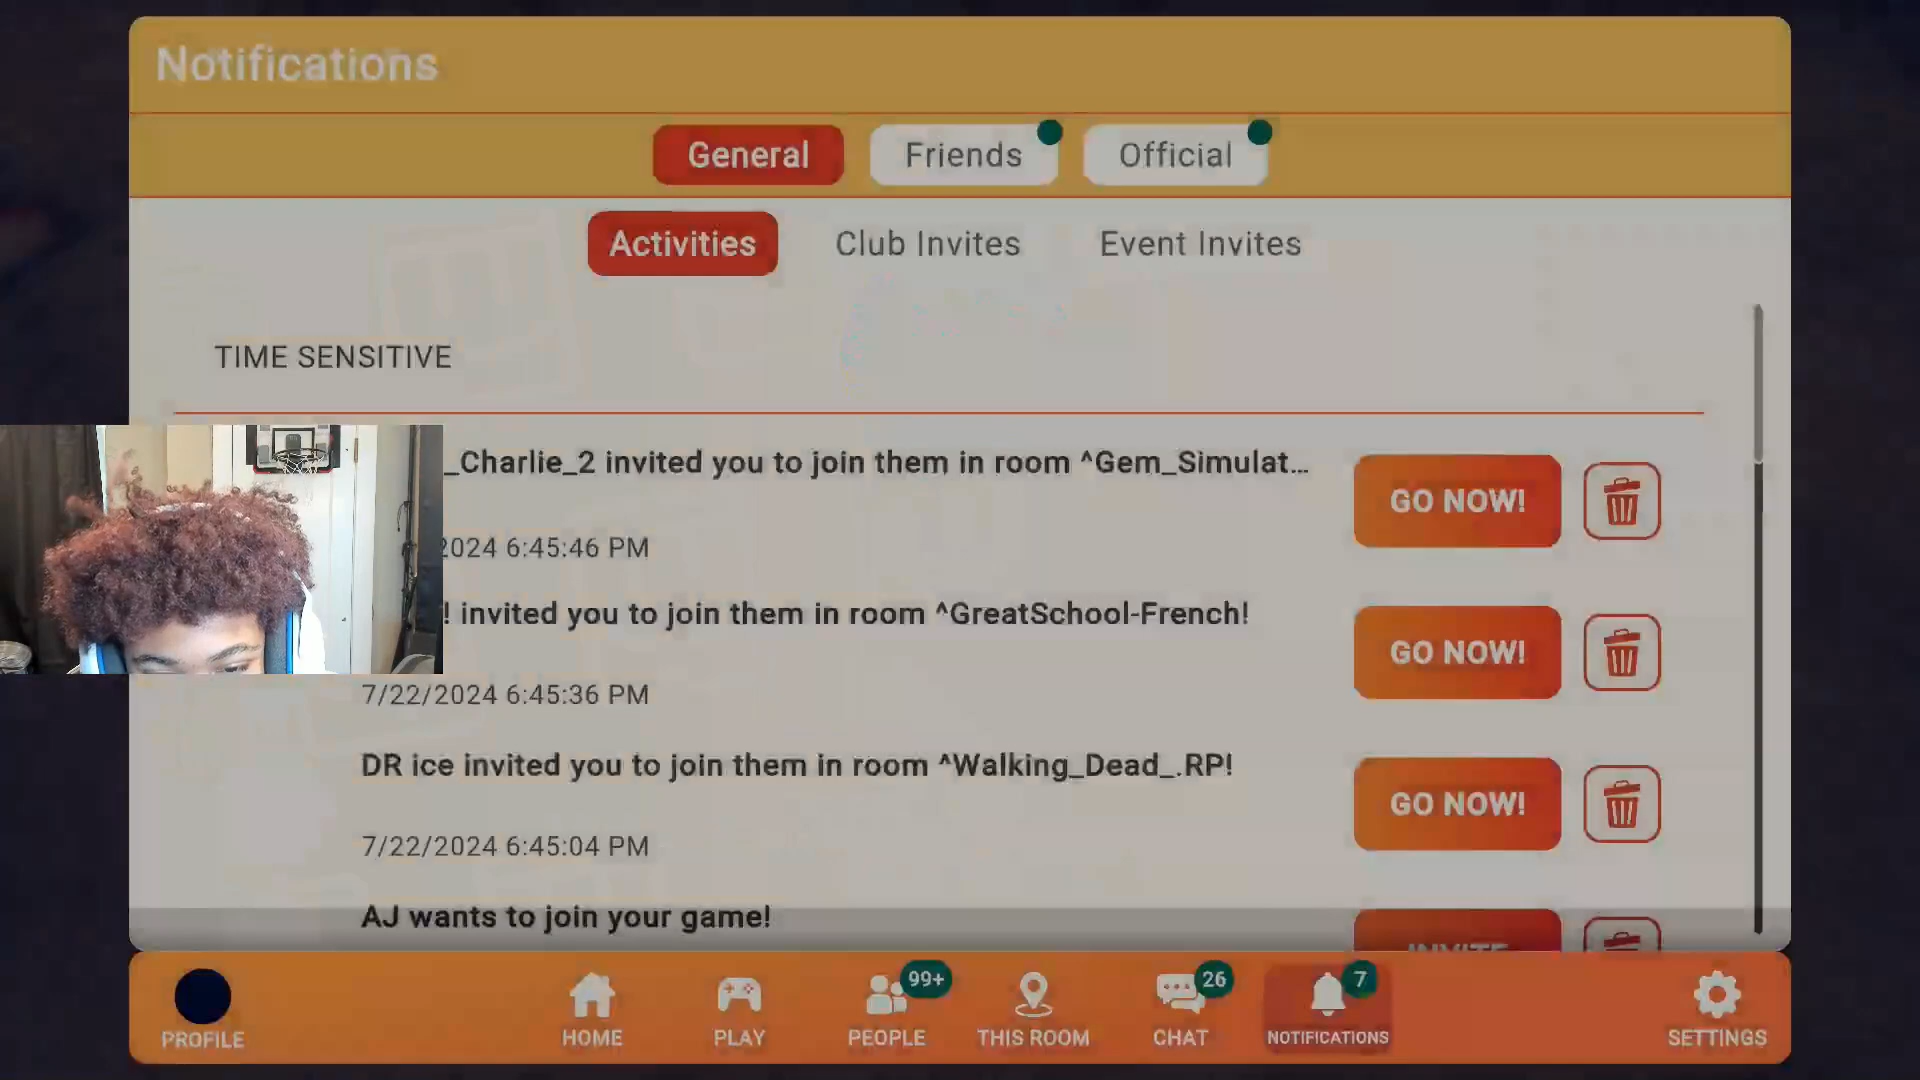 Notifications
General
Friends
Official
Activities
Club Invites
Event Invites
TIME SENSITIVE
_Charlie_2 invited you to join them in room ^Gem_Simulat...
GO NOW!
2024 6:45:46 PM
! invited you to join them in room ^GreatSchool-French!
GO NOW!
7/22/2024 6:45:36 PM
DR ice invited you to join them in room ^Walking_Dead_.RP!
GO NOW!
7/22/2024 6:45:04 PM
AJ wants to join your game!
INVITE
99+
26
7
PROFILE
HOME
PLAY
PEOPLE
THIS ROOM
CHAT
NOTIFICATIONS
SETTINGS